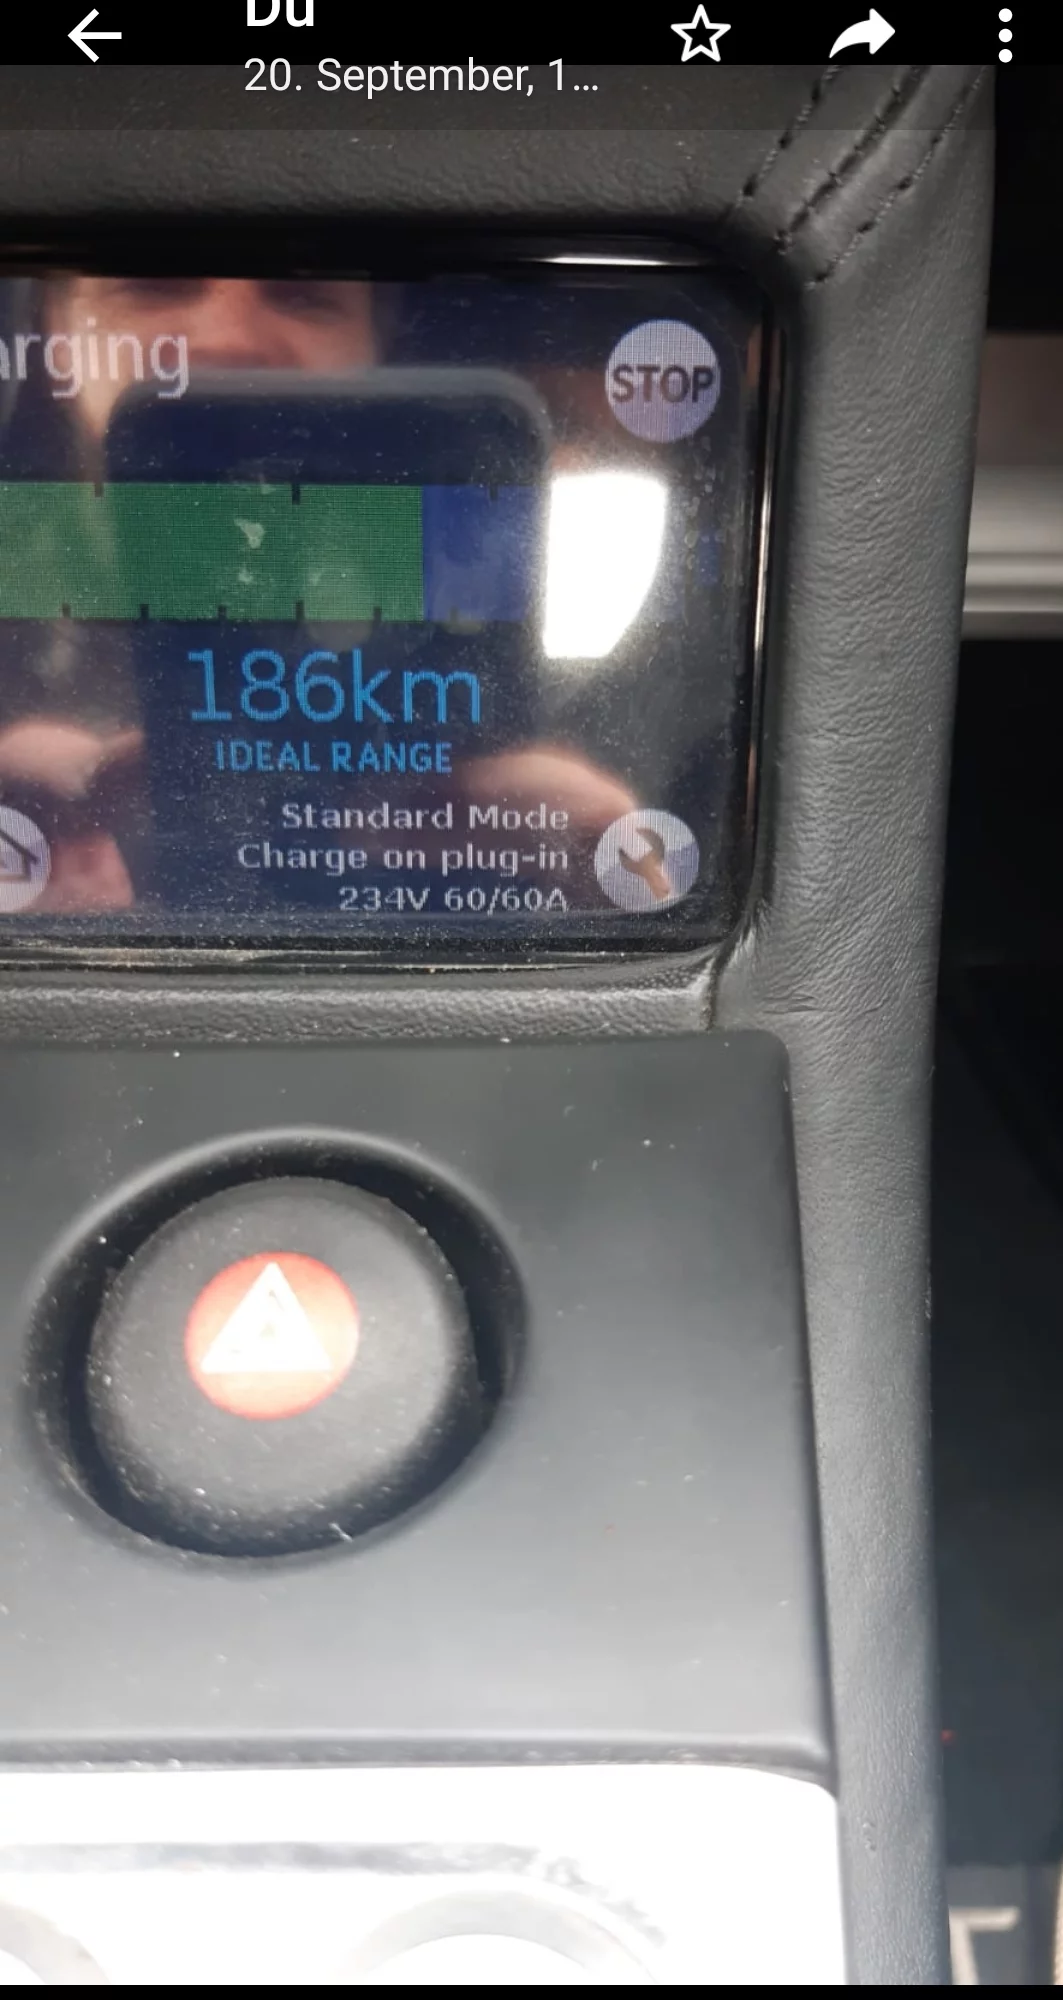 Du
20. September, 1...
arging
STOP
186km
IDEAL RANGE
Standard Mode
Charge on plug-in
234V 60/60A